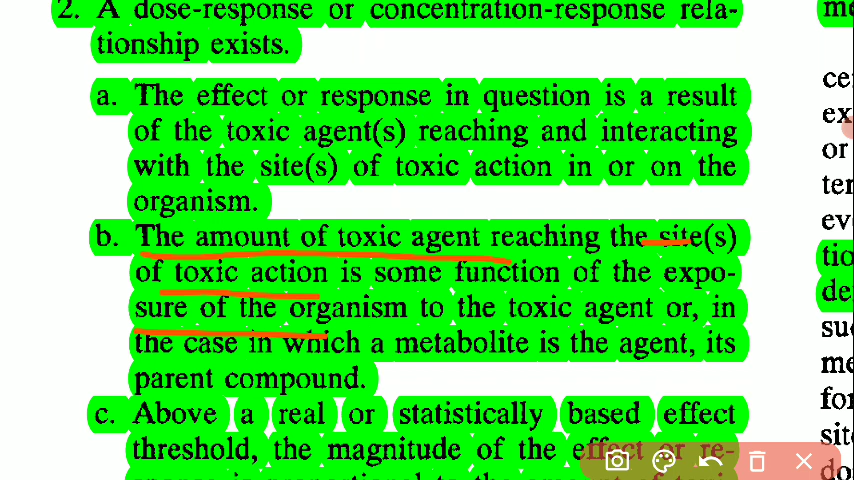 2. A dose-response or concentration-response rela-
tionship exists.
a. The effect or response in question is a result
of the toxic agent(s) reaching and interacting
with the site(s) of toxic action in or on the
organism.
b. The amount of toxic agent reaching the site(s)
of toxic action is some function of the expo-
sure of the organism to the toxic agent or, in
the case in which a metabolite is the agent, its
parent compound.
c. Above a real or statistically based effect
threshold, the magnitude of the effect or re-
or